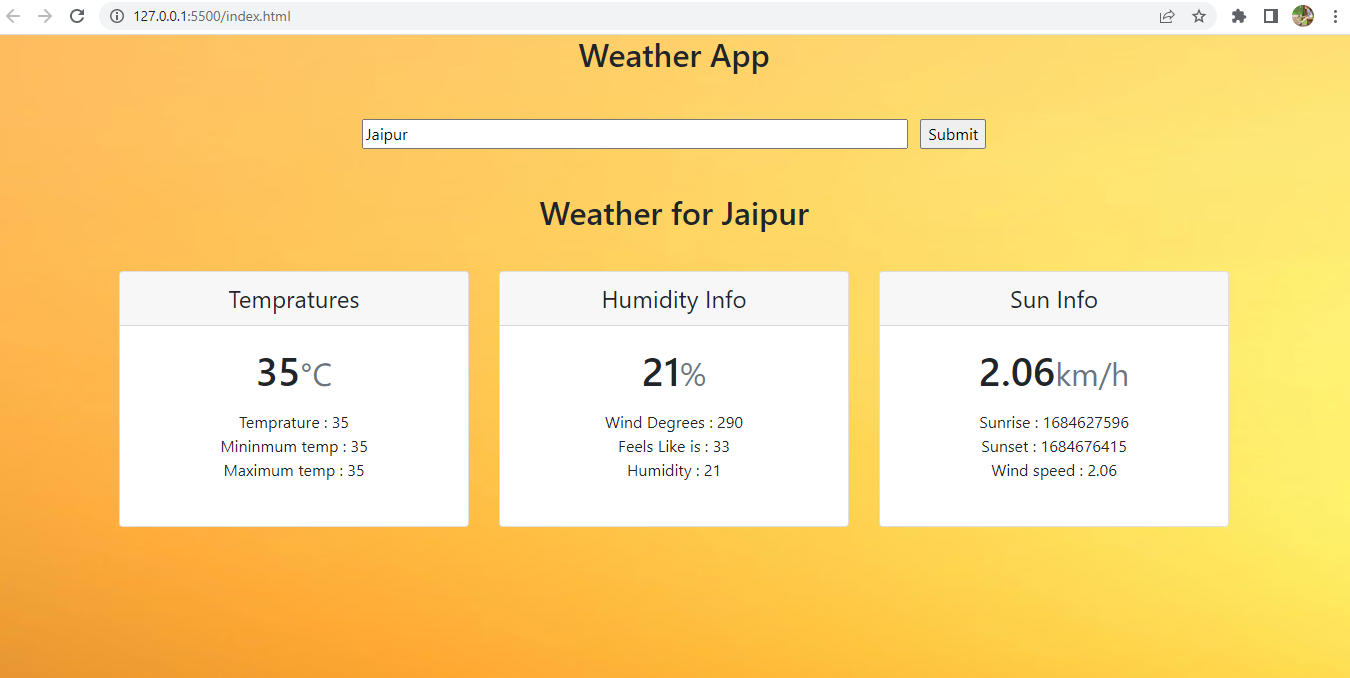 127.0.0.1:5500/index.html
Weather App
Jaipur Submit
Weather for Jaipur
Tempratures
35°C
Temprature : 35
Mininmum temp : 35
Maximum temp : 35
Humidity Info
21%
Wind Degrees : 290
Feels Like is : 33
Humidity : 21
Sun Info
2.06km/h
Sunrise : 1684627596
Sunset : 1684676415
Wind speed : 2.06